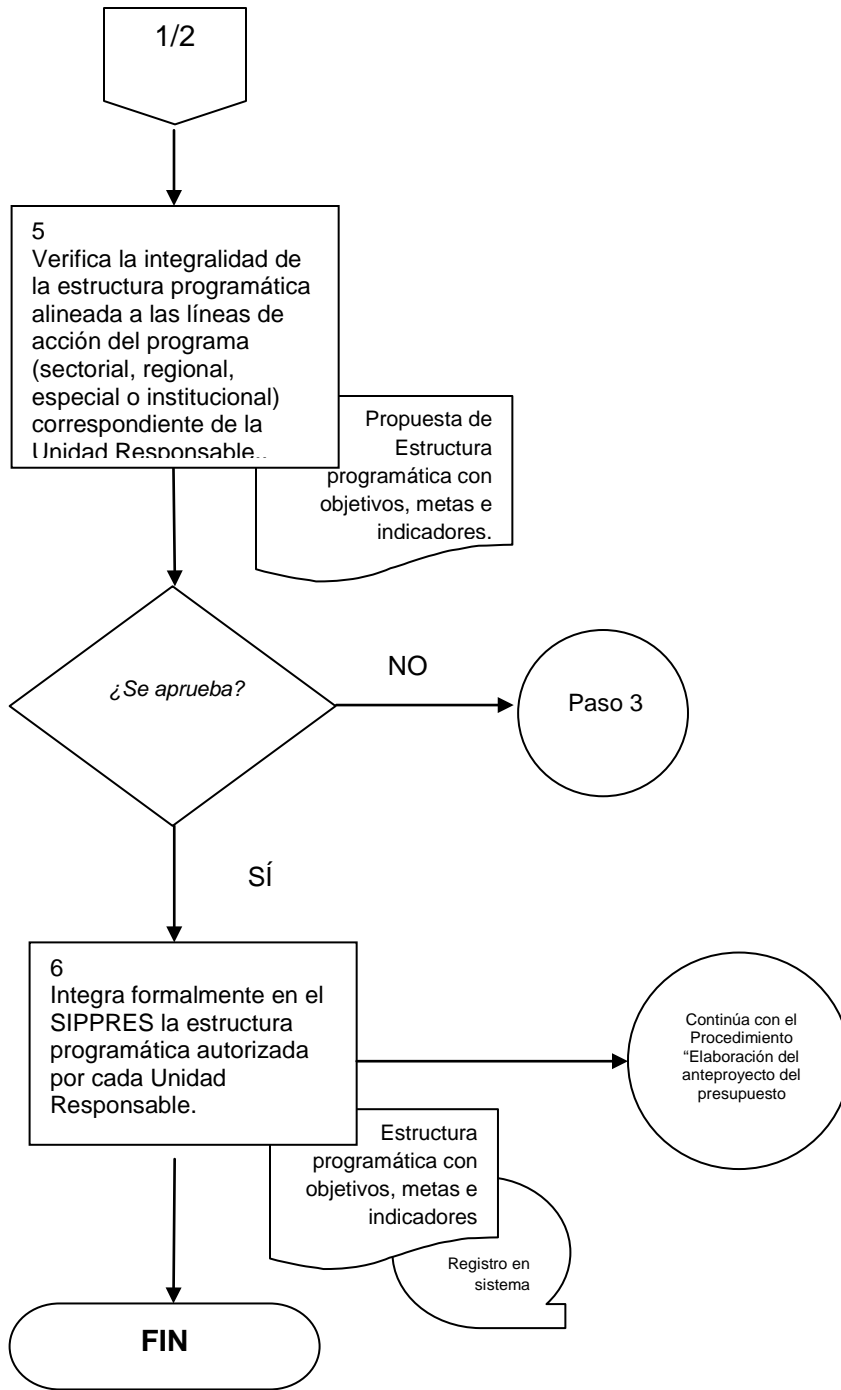 1/2
5
Verifica la integralidad de
la estructura programática
alineada a las líneas de
acción del programa
(sectorial, regional,
especial o institucional)
correspondiente de la
Unidad Responsable..
Propuesta de
Estructura
programática con
objetivos, metas e
indicadores.
¿Se aprueba?
NO
Paso 3
SÍ
6
Integra formalmente en el
SIPPRES la estructura
programática autorizada
por cada Unidad
Responsable.
Continúa con el
Procedimiento
“Elaboración del
anteproyecto del
presupuesto
Estructura
programática con
objetivos, metas e
indicadores
Registro en
sistema
FIN